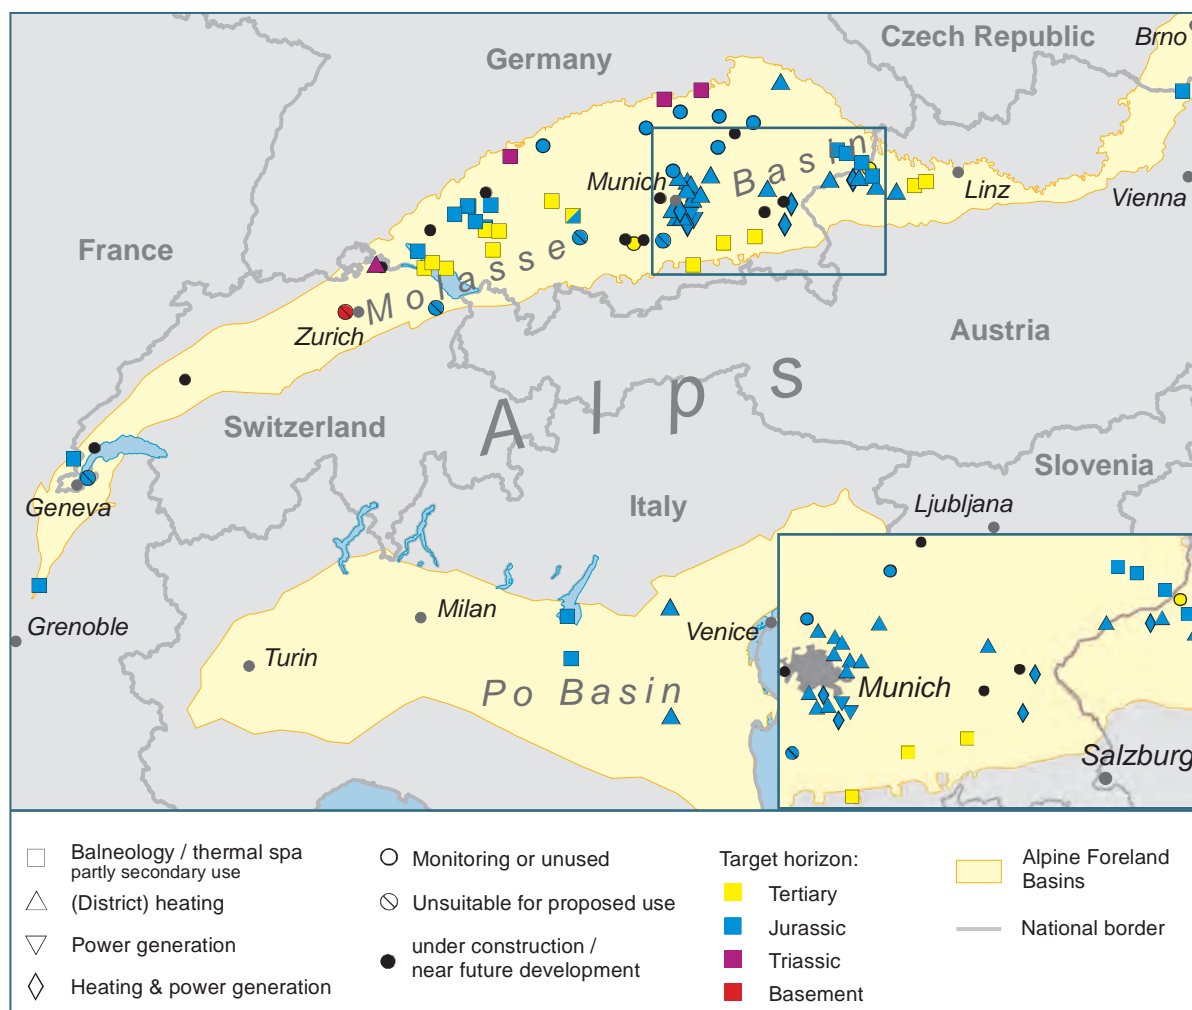 Czech Republic
Brno
Germany
Basin
Munich
Linz
Vienna
France
Molasse
Zurich
Austria
Alps
Switzerland
Slovenia
Geneva
Italy
Ljubljana
Grenoble
Milan
Venice
Turin
Po Basin
Munich
Salzburg
Balneology / thermal spa
partly secondary use
(District) heating
Power generation
Heating & power generation
Monitoring or unused
Unsuitable for proposed use
under construction /
near future development
Target horizon:
Tertiary
Jurassic
Triassic
Basement
Alpine Foreland
Basins
National border